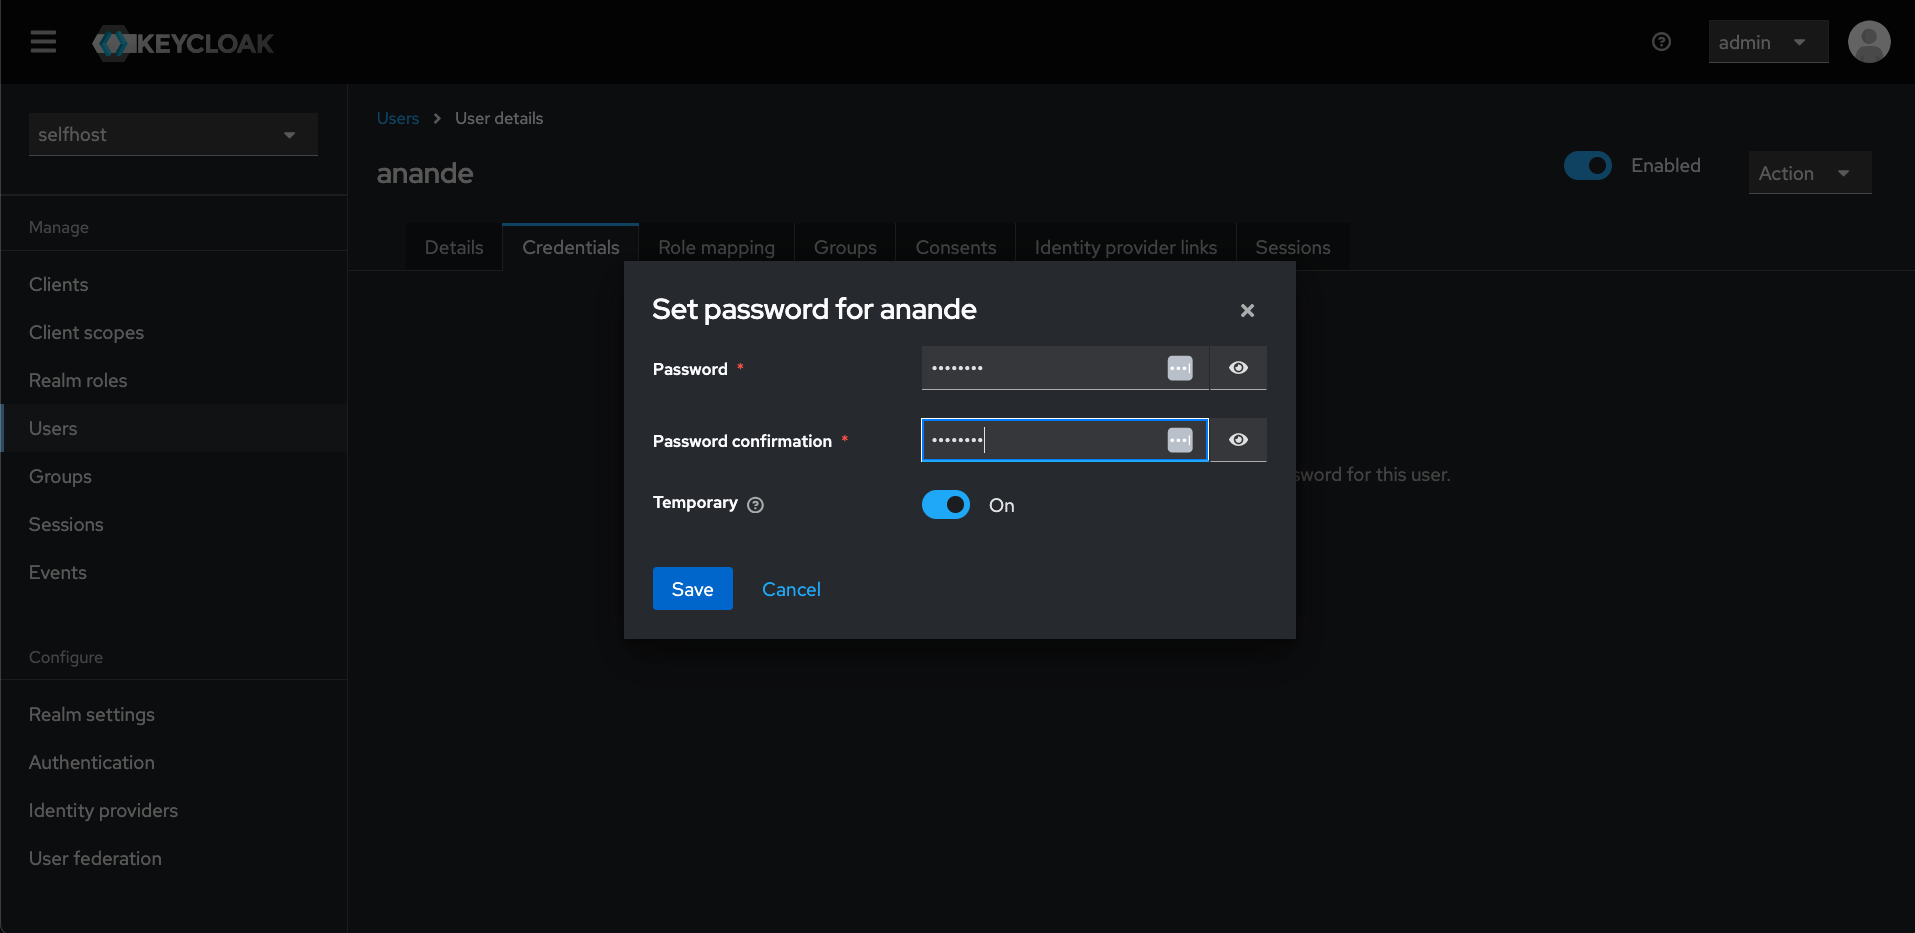 KEYCLOAK
admin
selfhost
Users
User details
anande
Enabled
Action
Manage
Details
Credentials
Role mapping
Groups
Consents
Identity provider links
Sessions
Clients
Client scopes
Realm roles
Users
Groups
Sessions
Events
Configure
Realm settings
Authentication
Identity providers
User federation
Set password for anande
Password *
Password confirmation *
Temporary
On
Save
Cancel
for this user.